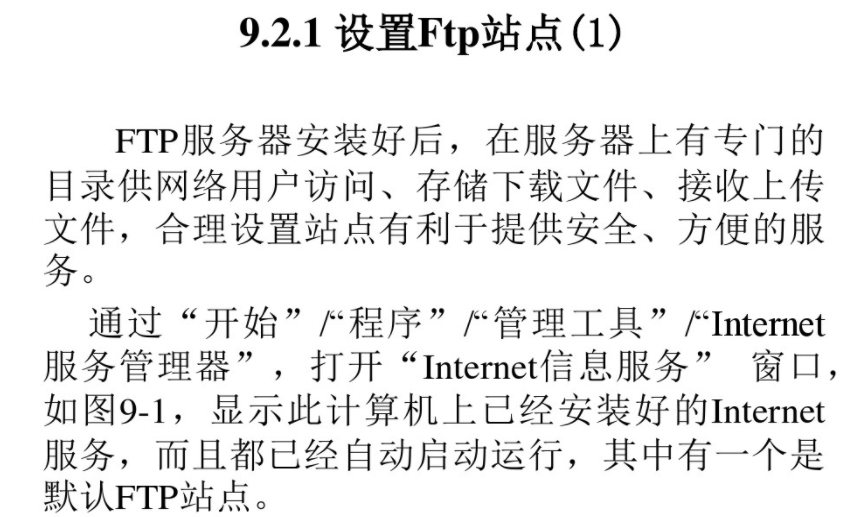 9.2.1 设置Ftp站点(1)
FTP服务器安装好后，在服务器上有专门的
目录供网络用户访问、存储下载文件、接收上传
文件，合理设置站点有利于提供安全、方便的服
务。
通过“开始”/“程序”/“管理工具”/“Internet
服务管理器”，打开“Internet信息服务” 窗口，
如图9-1，显示此计算机上已经安装好的Internet
服务，而且都已经自动启动运行，其中有一个是
默认FTP站点。